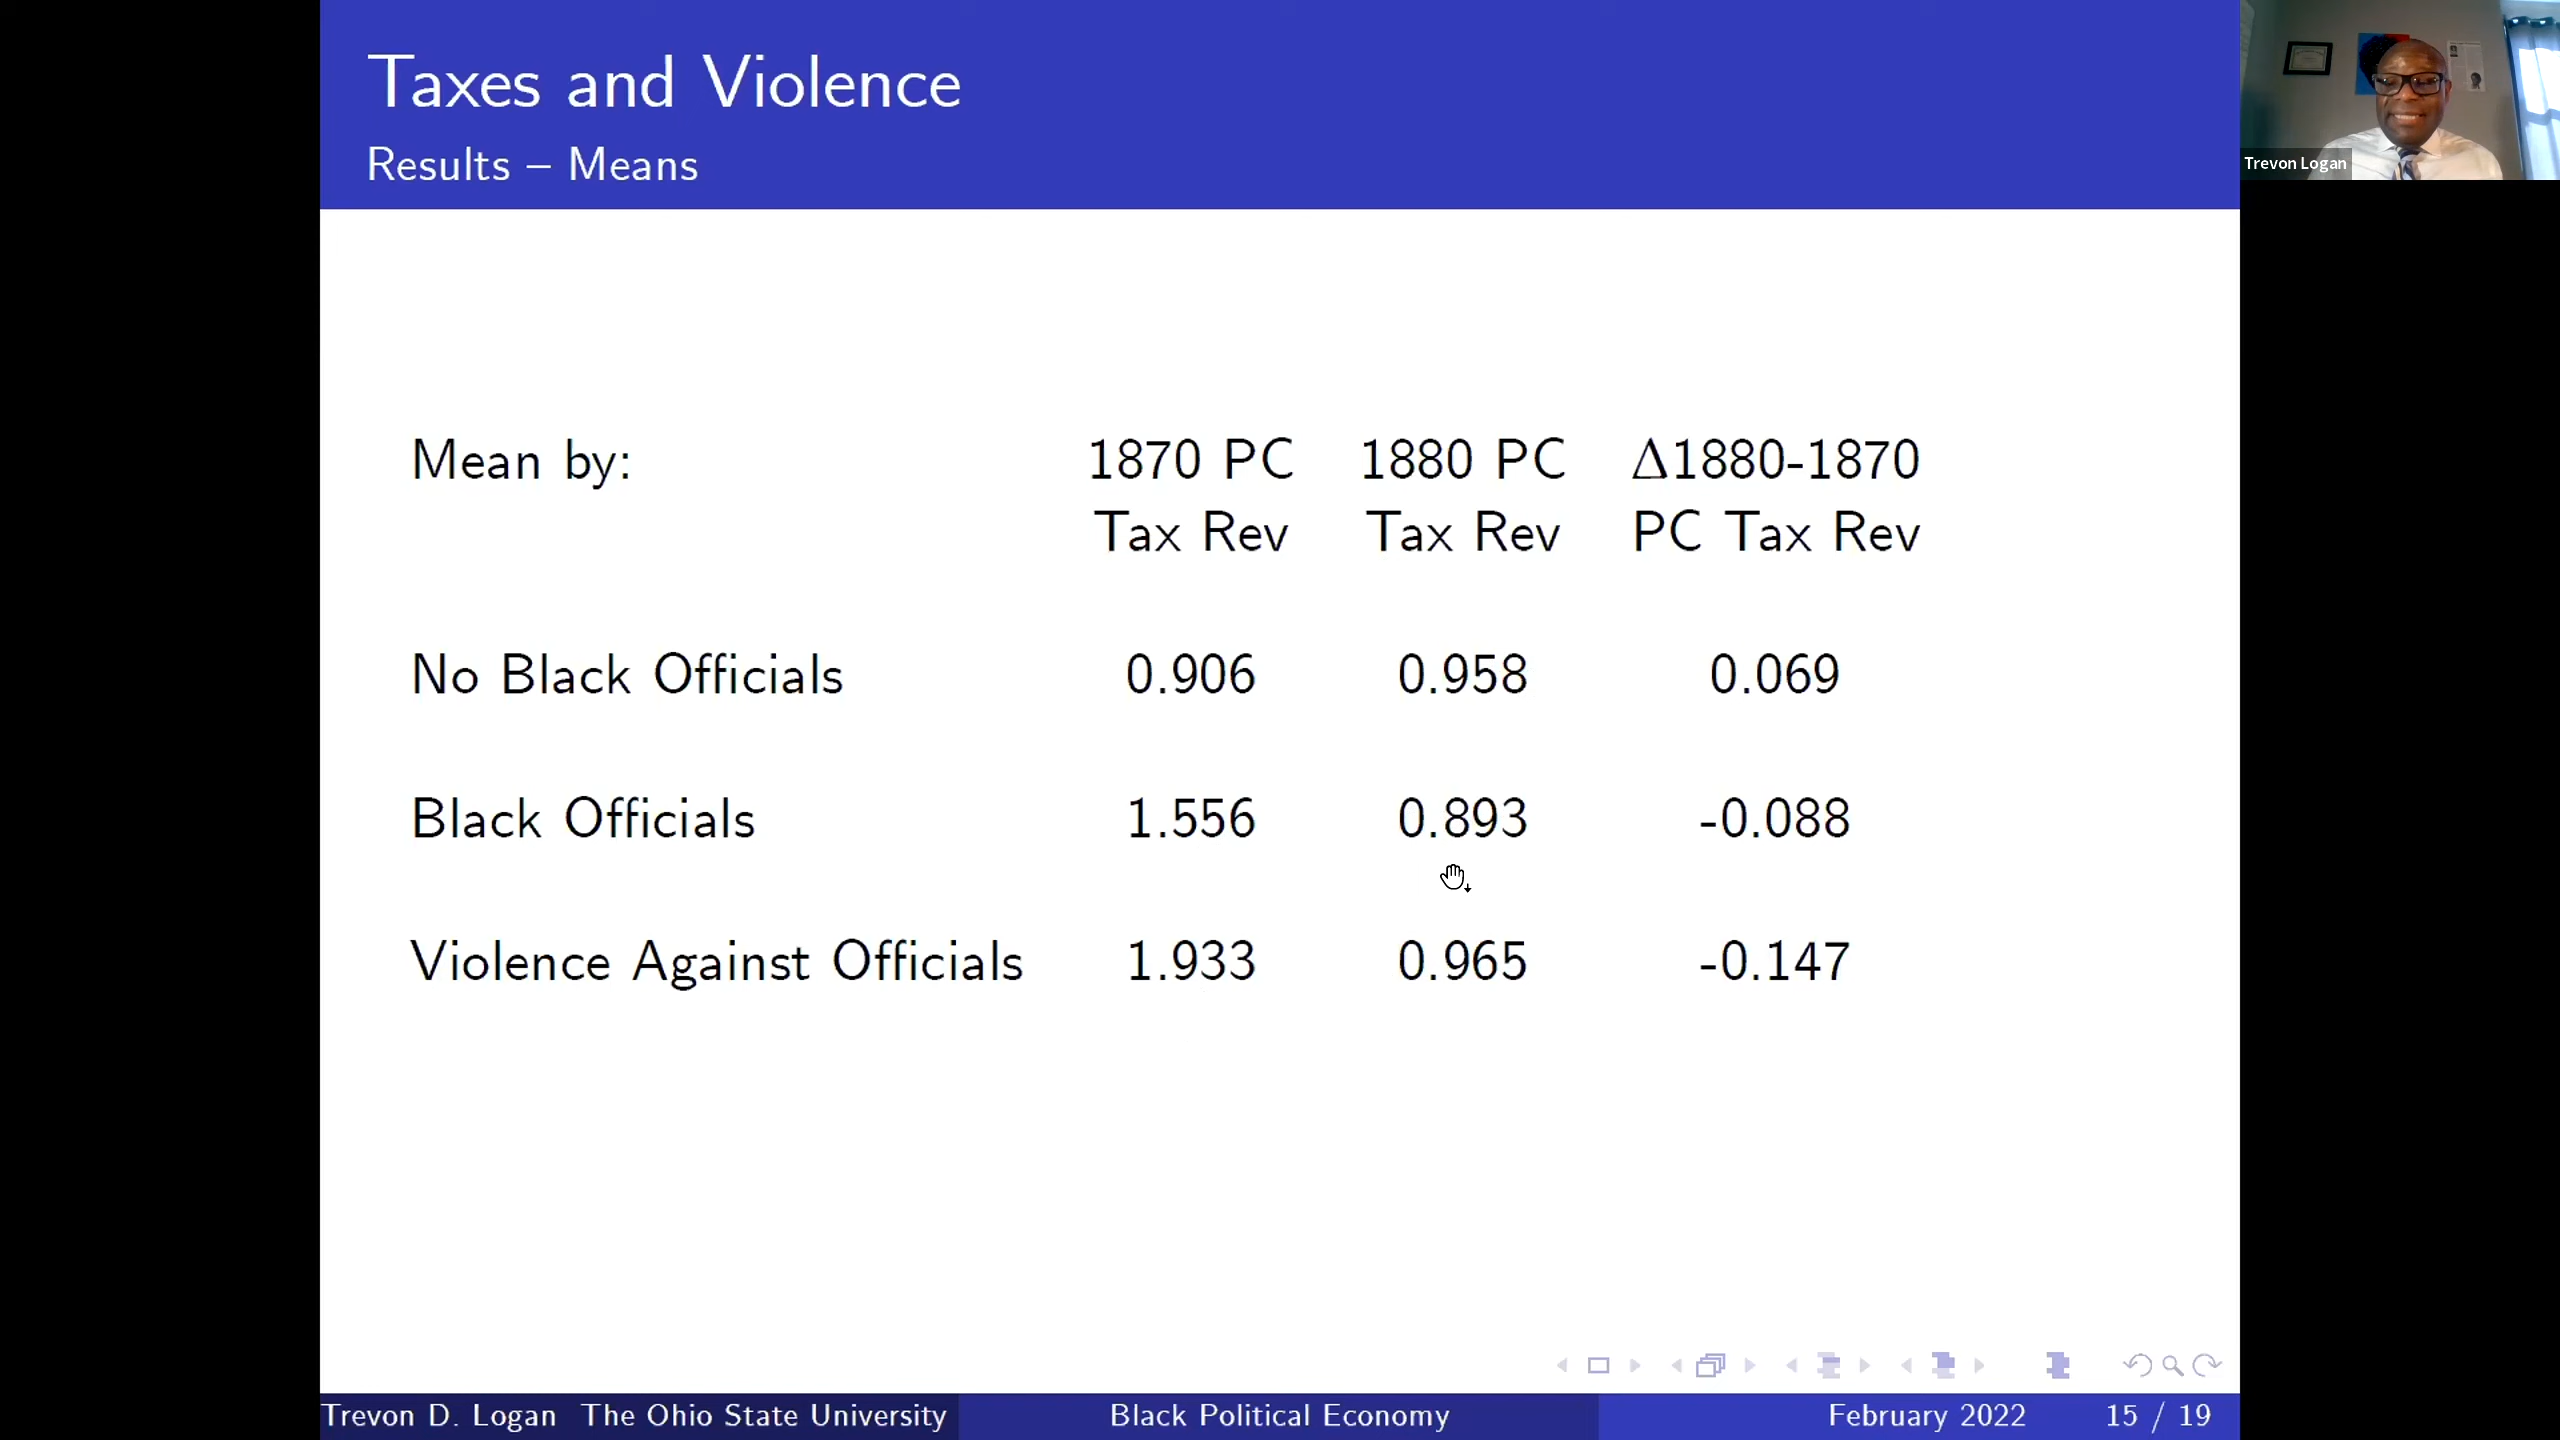 Taxes and Violence
Results – Means
Trevon Logan
Mean by: 1870 PC 1880 PC Δ1880-1870
Tax Rev Tax Rev PC Tax Rev
No Black Officials 0.906 0.958 0.069
Black Officials 1.556 0.893 -0.088
Violence Against Officials 1.933 0.965 -0.147
Trevon D. Logan The Ohio State University Black Political Economy February 2022 15 / 19